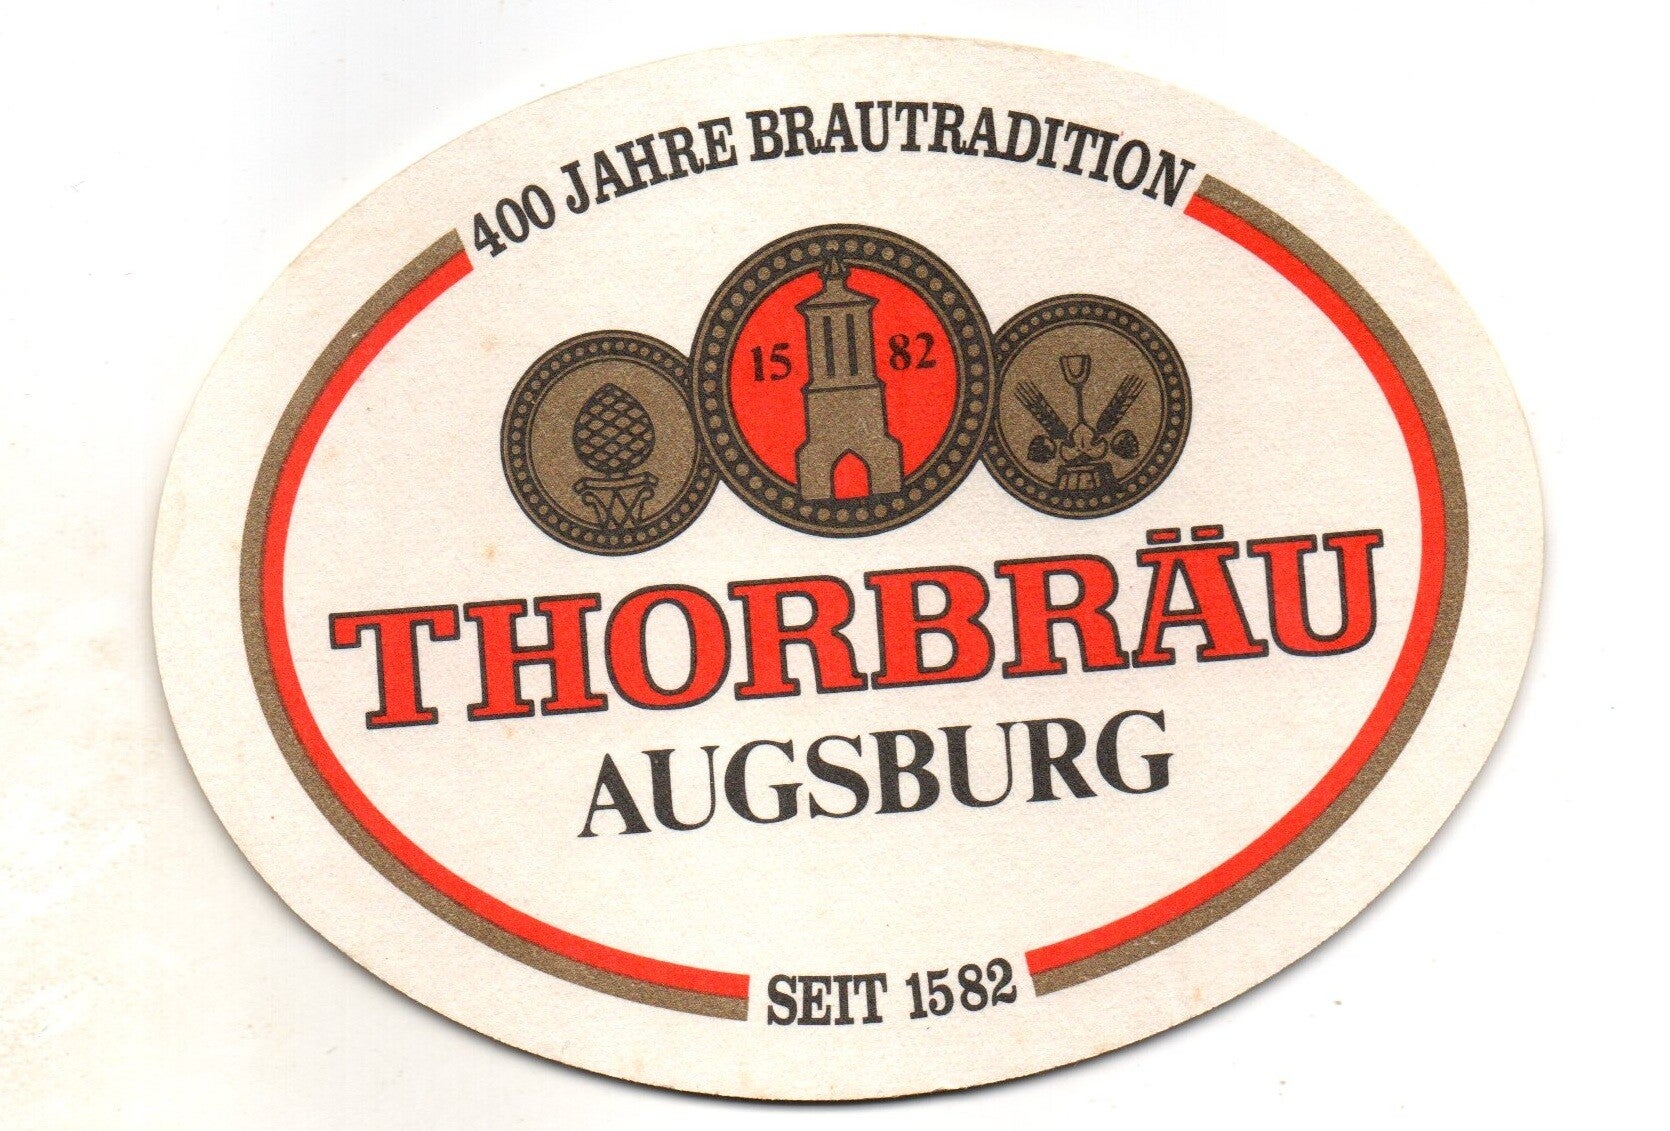 400 JAHRE BRAUTRADITION
15 82
THORBRÄU
AUGSBURG
SEIT 1582